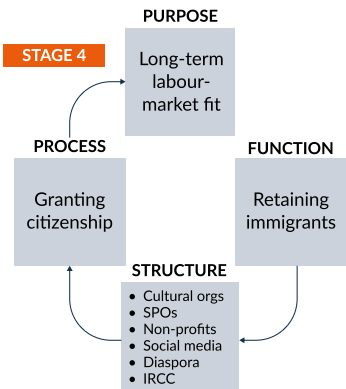 PURPOSE
STAGE 4
Long-term
labour-
market fit
PROCESS
Granting
citizenship
FUNCTION
Retaining
immigrants
STRUCTURE
• Cultural orgs
• SPOs
• Non-profits
• Social media
• Diaspora
• IRCC